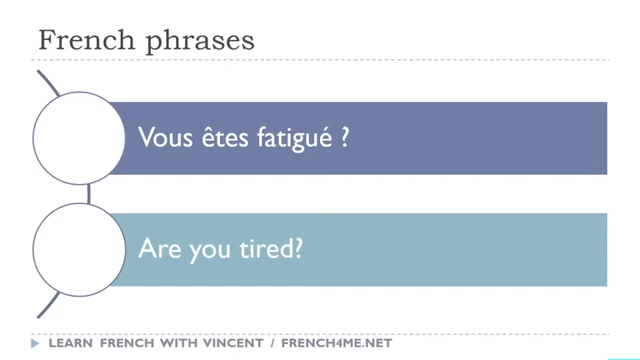 French phrases
Vous êtes fatigué ?
Are you tired?
LEARN FRENCH WITH VINCENT / FRENCH4ME.NET